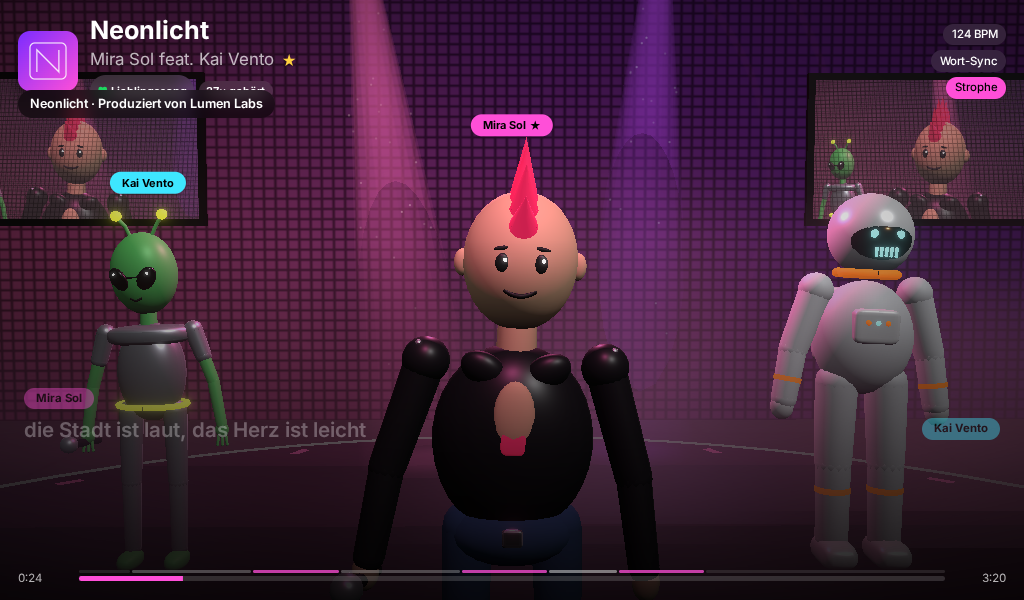 N
Neonlicht
Mira Sol feat. Kai Vento ★
Neonlicht · Produziert von Lumen Labs
124 BPM
Wort-Sync
Strophe
Mira Sol ★
Kai Vento
Mira Sol
die Stadt ist laut, das Herz ist leicht
Kai Vento
0:24
3:20